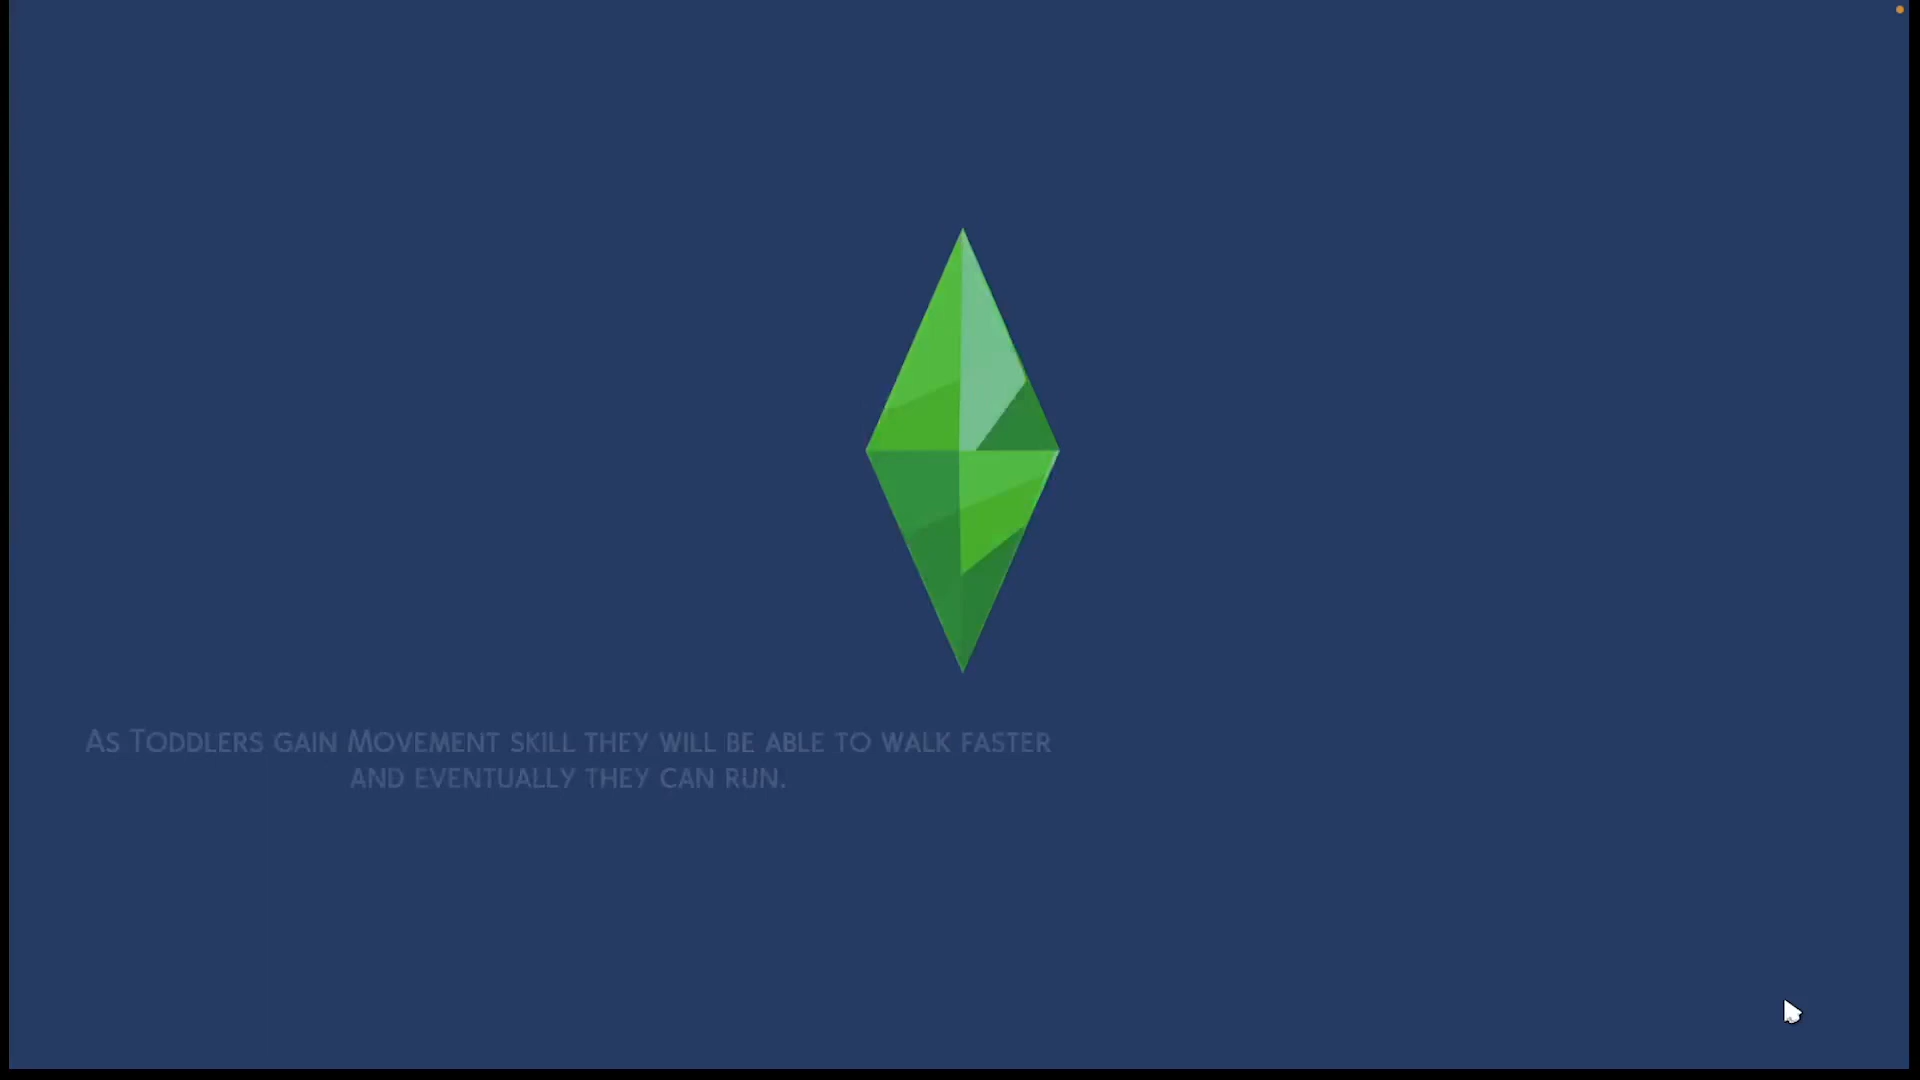 As Toddlers gain Movement skill they will be able to walk faster
and eventually they can run.